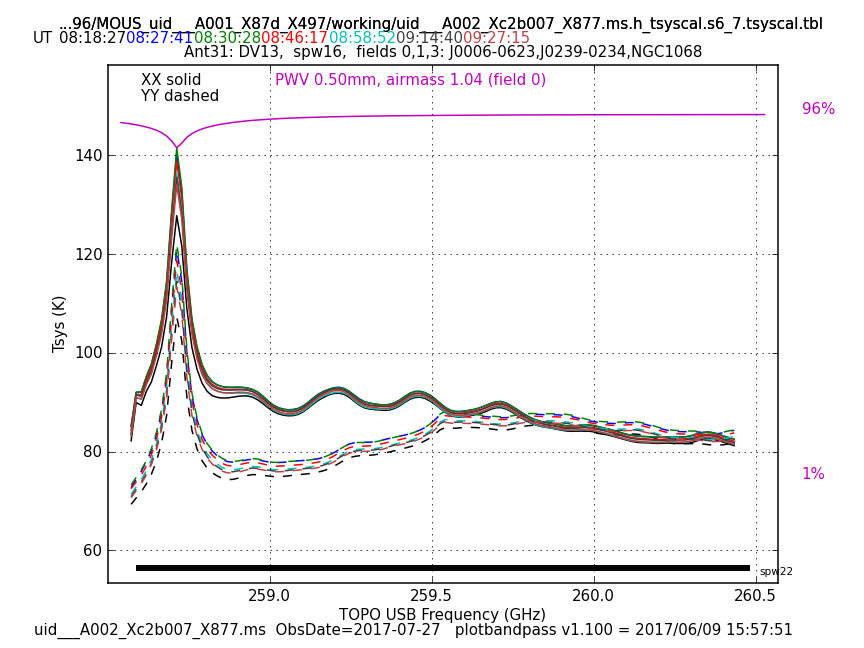 ...96/MOUS_uid___A001_X87d_X497/working/uid___A002_Xc2b007_X877.ms.h_tsyscal.s6_7.tsyscal.tbl
UT 08:18:27 08:27:41 08:30:28 08:46:17 08:58:52 09:14:40 09:27:15
Ant31: DV13, spw16, fields 0,1,3: J0006-0623,J0239-0234,NGC1068
XX solid
YY dashed
PWV 0.50mm, airmass 1.04 (field 0)
96%
140
120
100
80
60
Tsys (K)
1%
spw22
259.0 259.5 260.0 260.5
TOPO USB Frequency (GHz)
uid___A002_Xc2b007_X877.ms ObsDate=2017-07-27 plotbandpass v1.100 = 2017/06/09 15:57:51